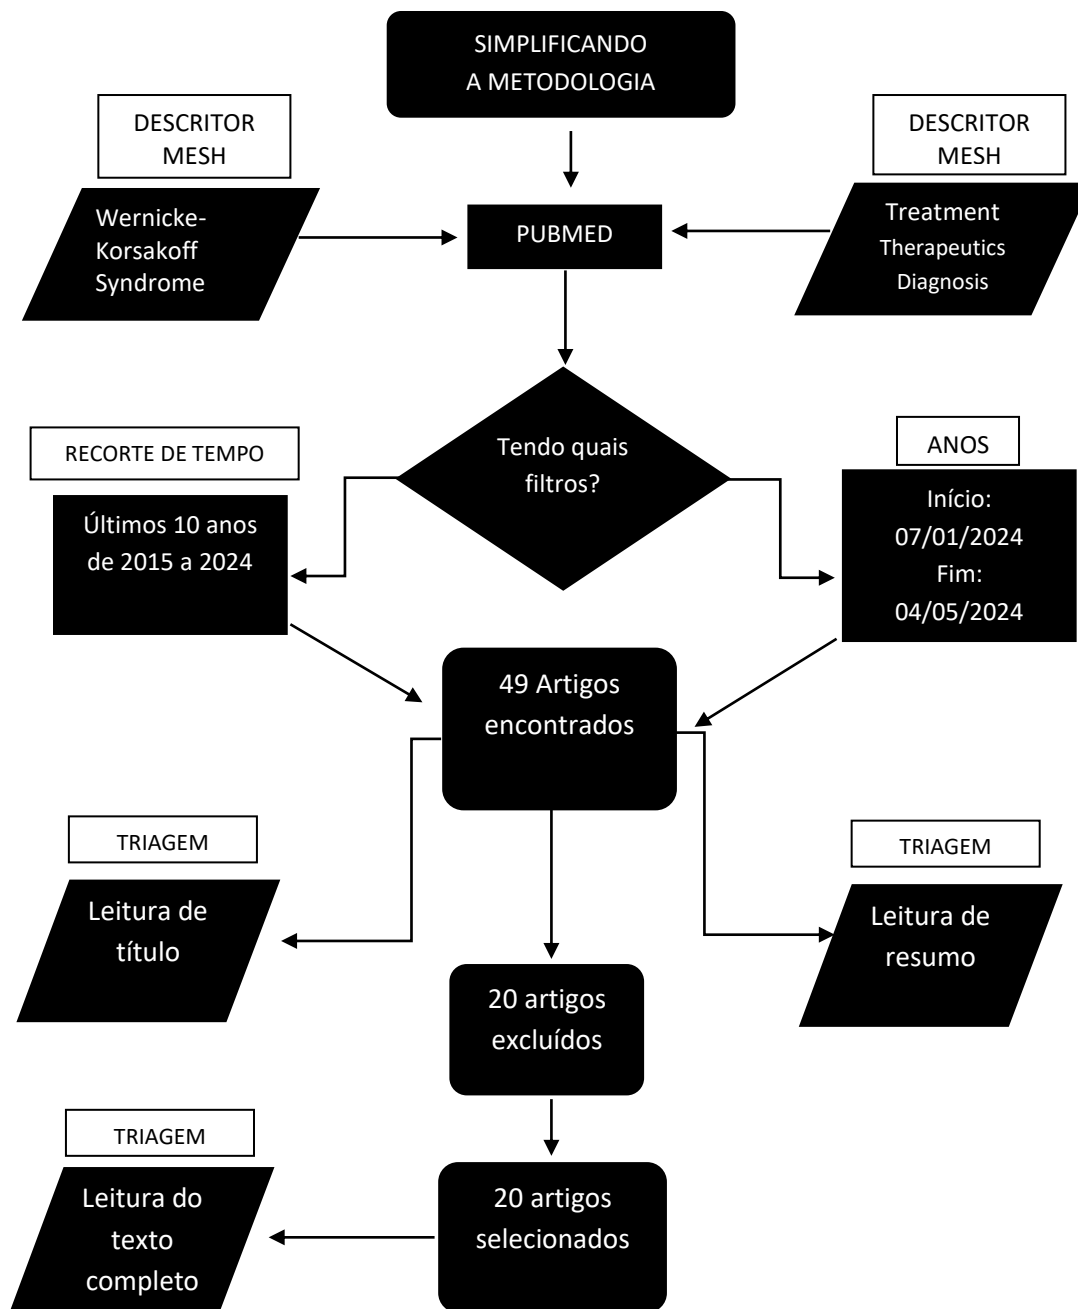 SIMPLIFICANDO
A METODOLOGIA
DESCRITOR
MESH
DESCRITOR
MESH
Wernicke-
Korsakoff
Syndrome
PUBMED
Treatment
Therapeutics
Diagnosis
Tendo quais
filtros?
RECORTE DE TEMPO
Últimos 10 anos
de 2015 a 2024
ANOS
Início:
07/01/2024
Fim:
04/05/2024
49 Artigos
encontrados
TRIAGEM
Leitura de
título
TRIAGEM
Leitura de
resumo
20 artigos
excluídos
TRIAGEM
Leitura do
texto
completo
20 artigos
selecionados